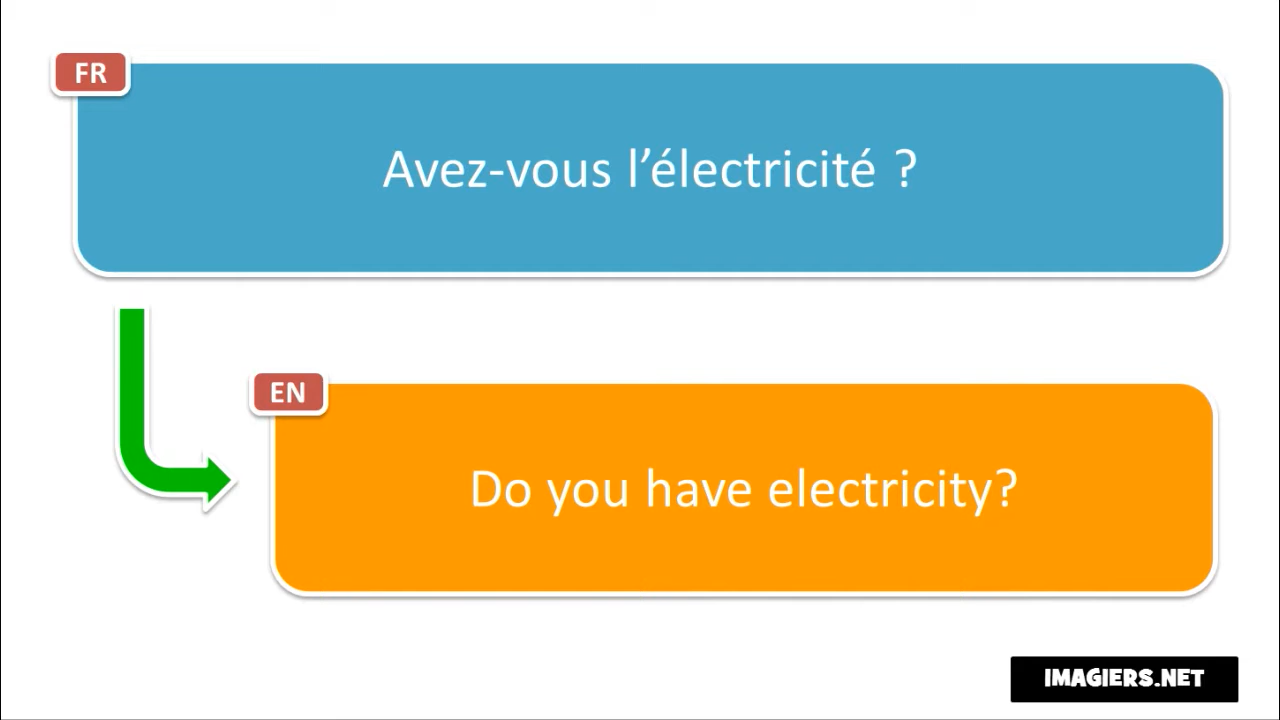 FR
Avez-vous l’électricité ?
EN
Do you have electricity?
IMAGIERS.NET